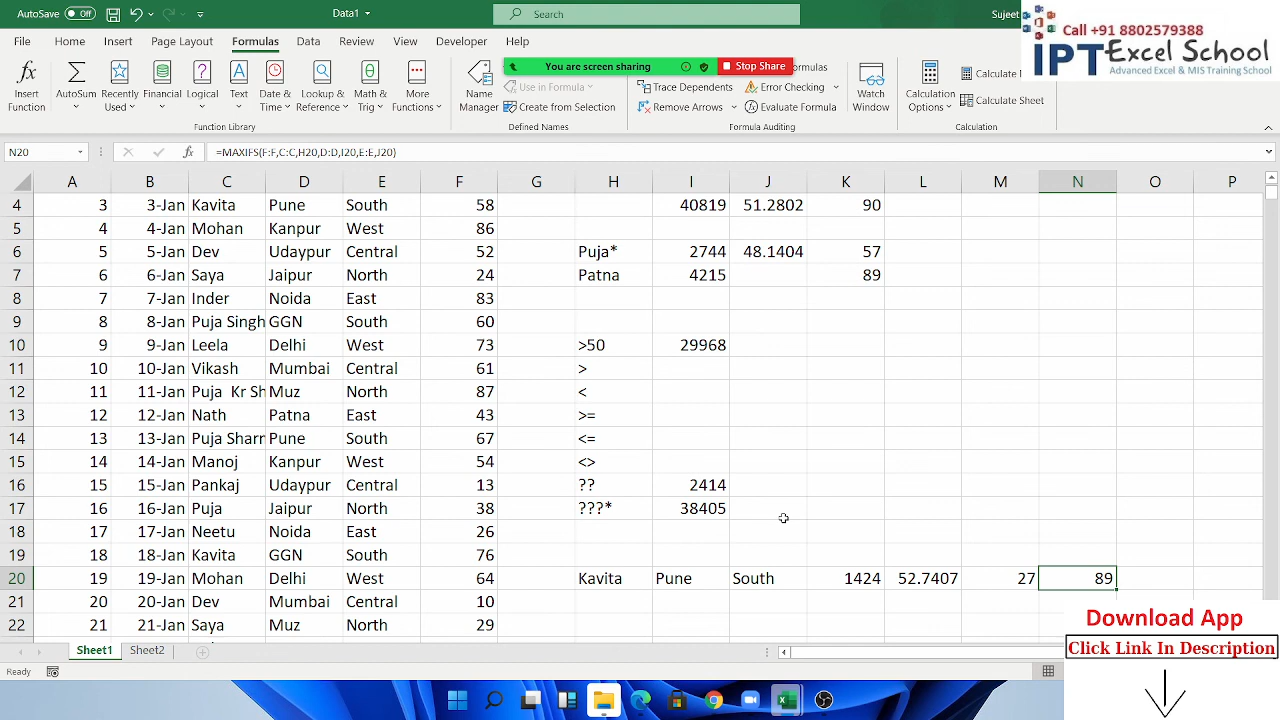 AutoSave Off Data1 Search Sujeet
Call +91 8802579388
IPT Excel School
Advanced Excel & MIS Training School
File Home Insert Page Layout Formulas Data Review View Developer Help
You are screen sharing Stop Share
Insert Function AutoSum Recently Used Financial Logical Text Date & Time Lookup & Reference Math & Trig More Functions Name Manager Use in Formula Create from Selection Trace Dependents Remove Arrows Error Checking Evaluate Formula Watch Window Calculation Options Calculate Calculate Sheet
Function Library Defined Names Formula Auditing Calculation
N20 fx =MAXIFS(F:F,C:C,H20,D:D,I20,E:E,J20)
A B C D E F G H I J K L M N O P
4 3 3-Jan Kavita Pune South 58 40819 51.2802 90
5 4 4-Jan Mohan Kanpur West 86
6 5 5-Jan Dev Udaypur Central 52 Puja* 2744 48.1404 57
7 6 6-Jan Saya Jaipur North 24 Patna 4215 89
8 7 7-Jan Inder Noida East 83
9 8 8-Jan Puja Singh GGN South 60
10 9 9-Jan Leela Delhi West 73 >50 29968
11 10 10-Jan Vikash Mumbai Central 61 >
12 11 11-Jan Puja Kr Sh Muz North 87 <
13 12 12-Jan Nath Patna East 43 >=
14 13 13-Jan Puja Sharr Pune South 67 <=
15 14 14-Jan Manoj Kanpur West 54 <>
16 15 15-Jan Pankaj Udaypur Central 13 ?? 2414
17 16 16-Jan Puja Jaipur North 38 ???* 38405
18 17 17-Jan Neetu Noida East 26
19 18 18-Jan Kavita GGN South 76
20 19 19-Jan Mohan Delhi West 64 Kavita Pune South 1424 52.7407 27 89
21 20 20-Jan Dev Mumbai Central 10
22 21 21-Jan Saya Muz North 29
Download App
Click Link In Description
Sheet1 Sheet2
Ready